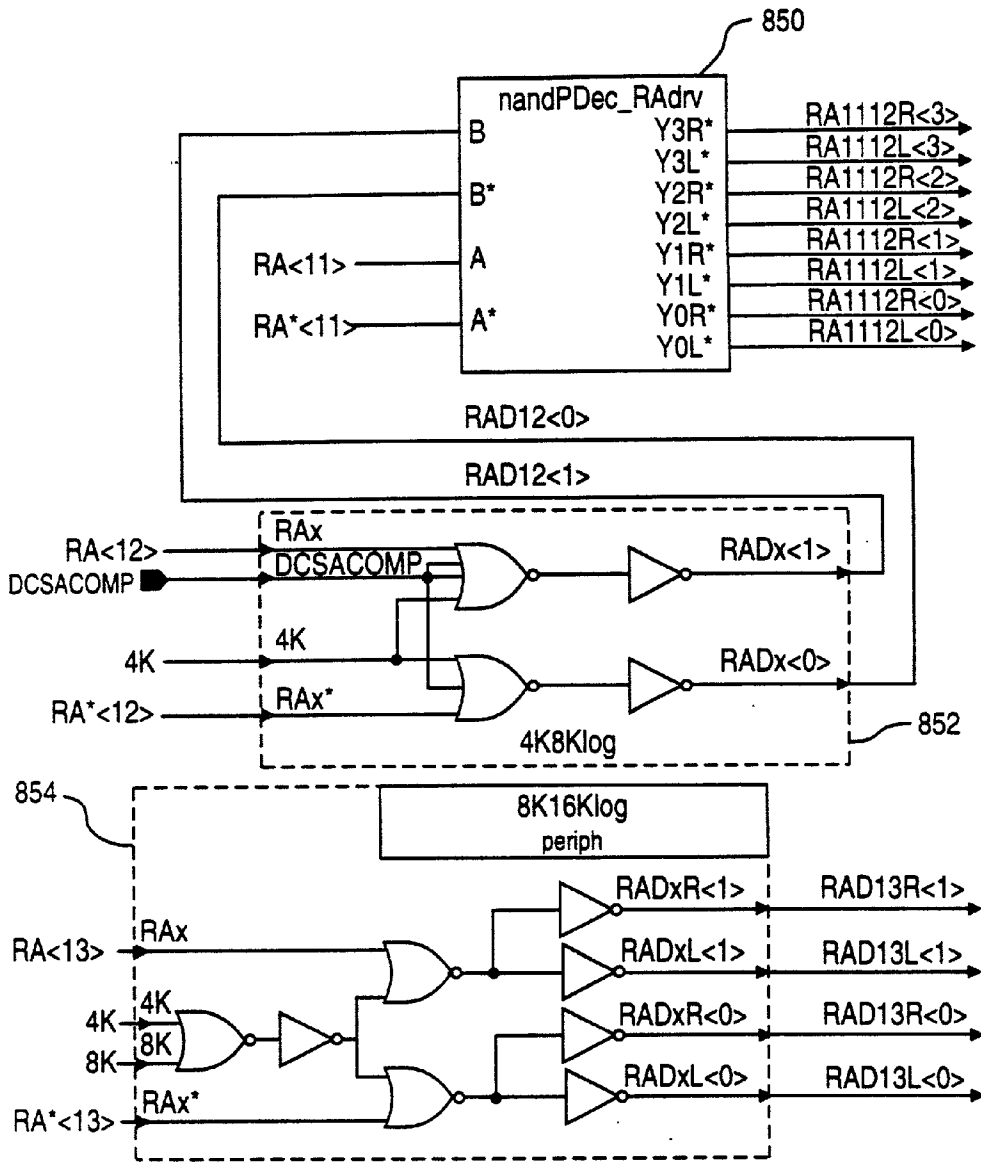 850
nandPDec_RAdrv
B
B*
RA<11> A
RA*<11> A*
Y3R* RA1112R<3>
Y3L* RA1112L<3>
Y2R* RA1112R<2>
Y2L* RA1112L<2>
Y1R* RA1112R<1>
Y1L* RA1112L<1>
Y0R* RA1112R<0>
Y0L* RA1112L<0>
RAD12<0>
RAD12<1>
RA<12> RAx
DCSACOMP DCSACOMP
RADx<1>
4K 4K
RADx<0>
RA*<12> RAx*
4K8Klog
852
854
8K16Klog
periph
RADxR<1> RAD13R<1>
RA<13> RAx
RADxL<1> RAD13L<1>
4K 4K
RADxR<0> RAD13R<0>
8K 8K
RADxL<0> RAD13L<0>
RA*<13> RAx*